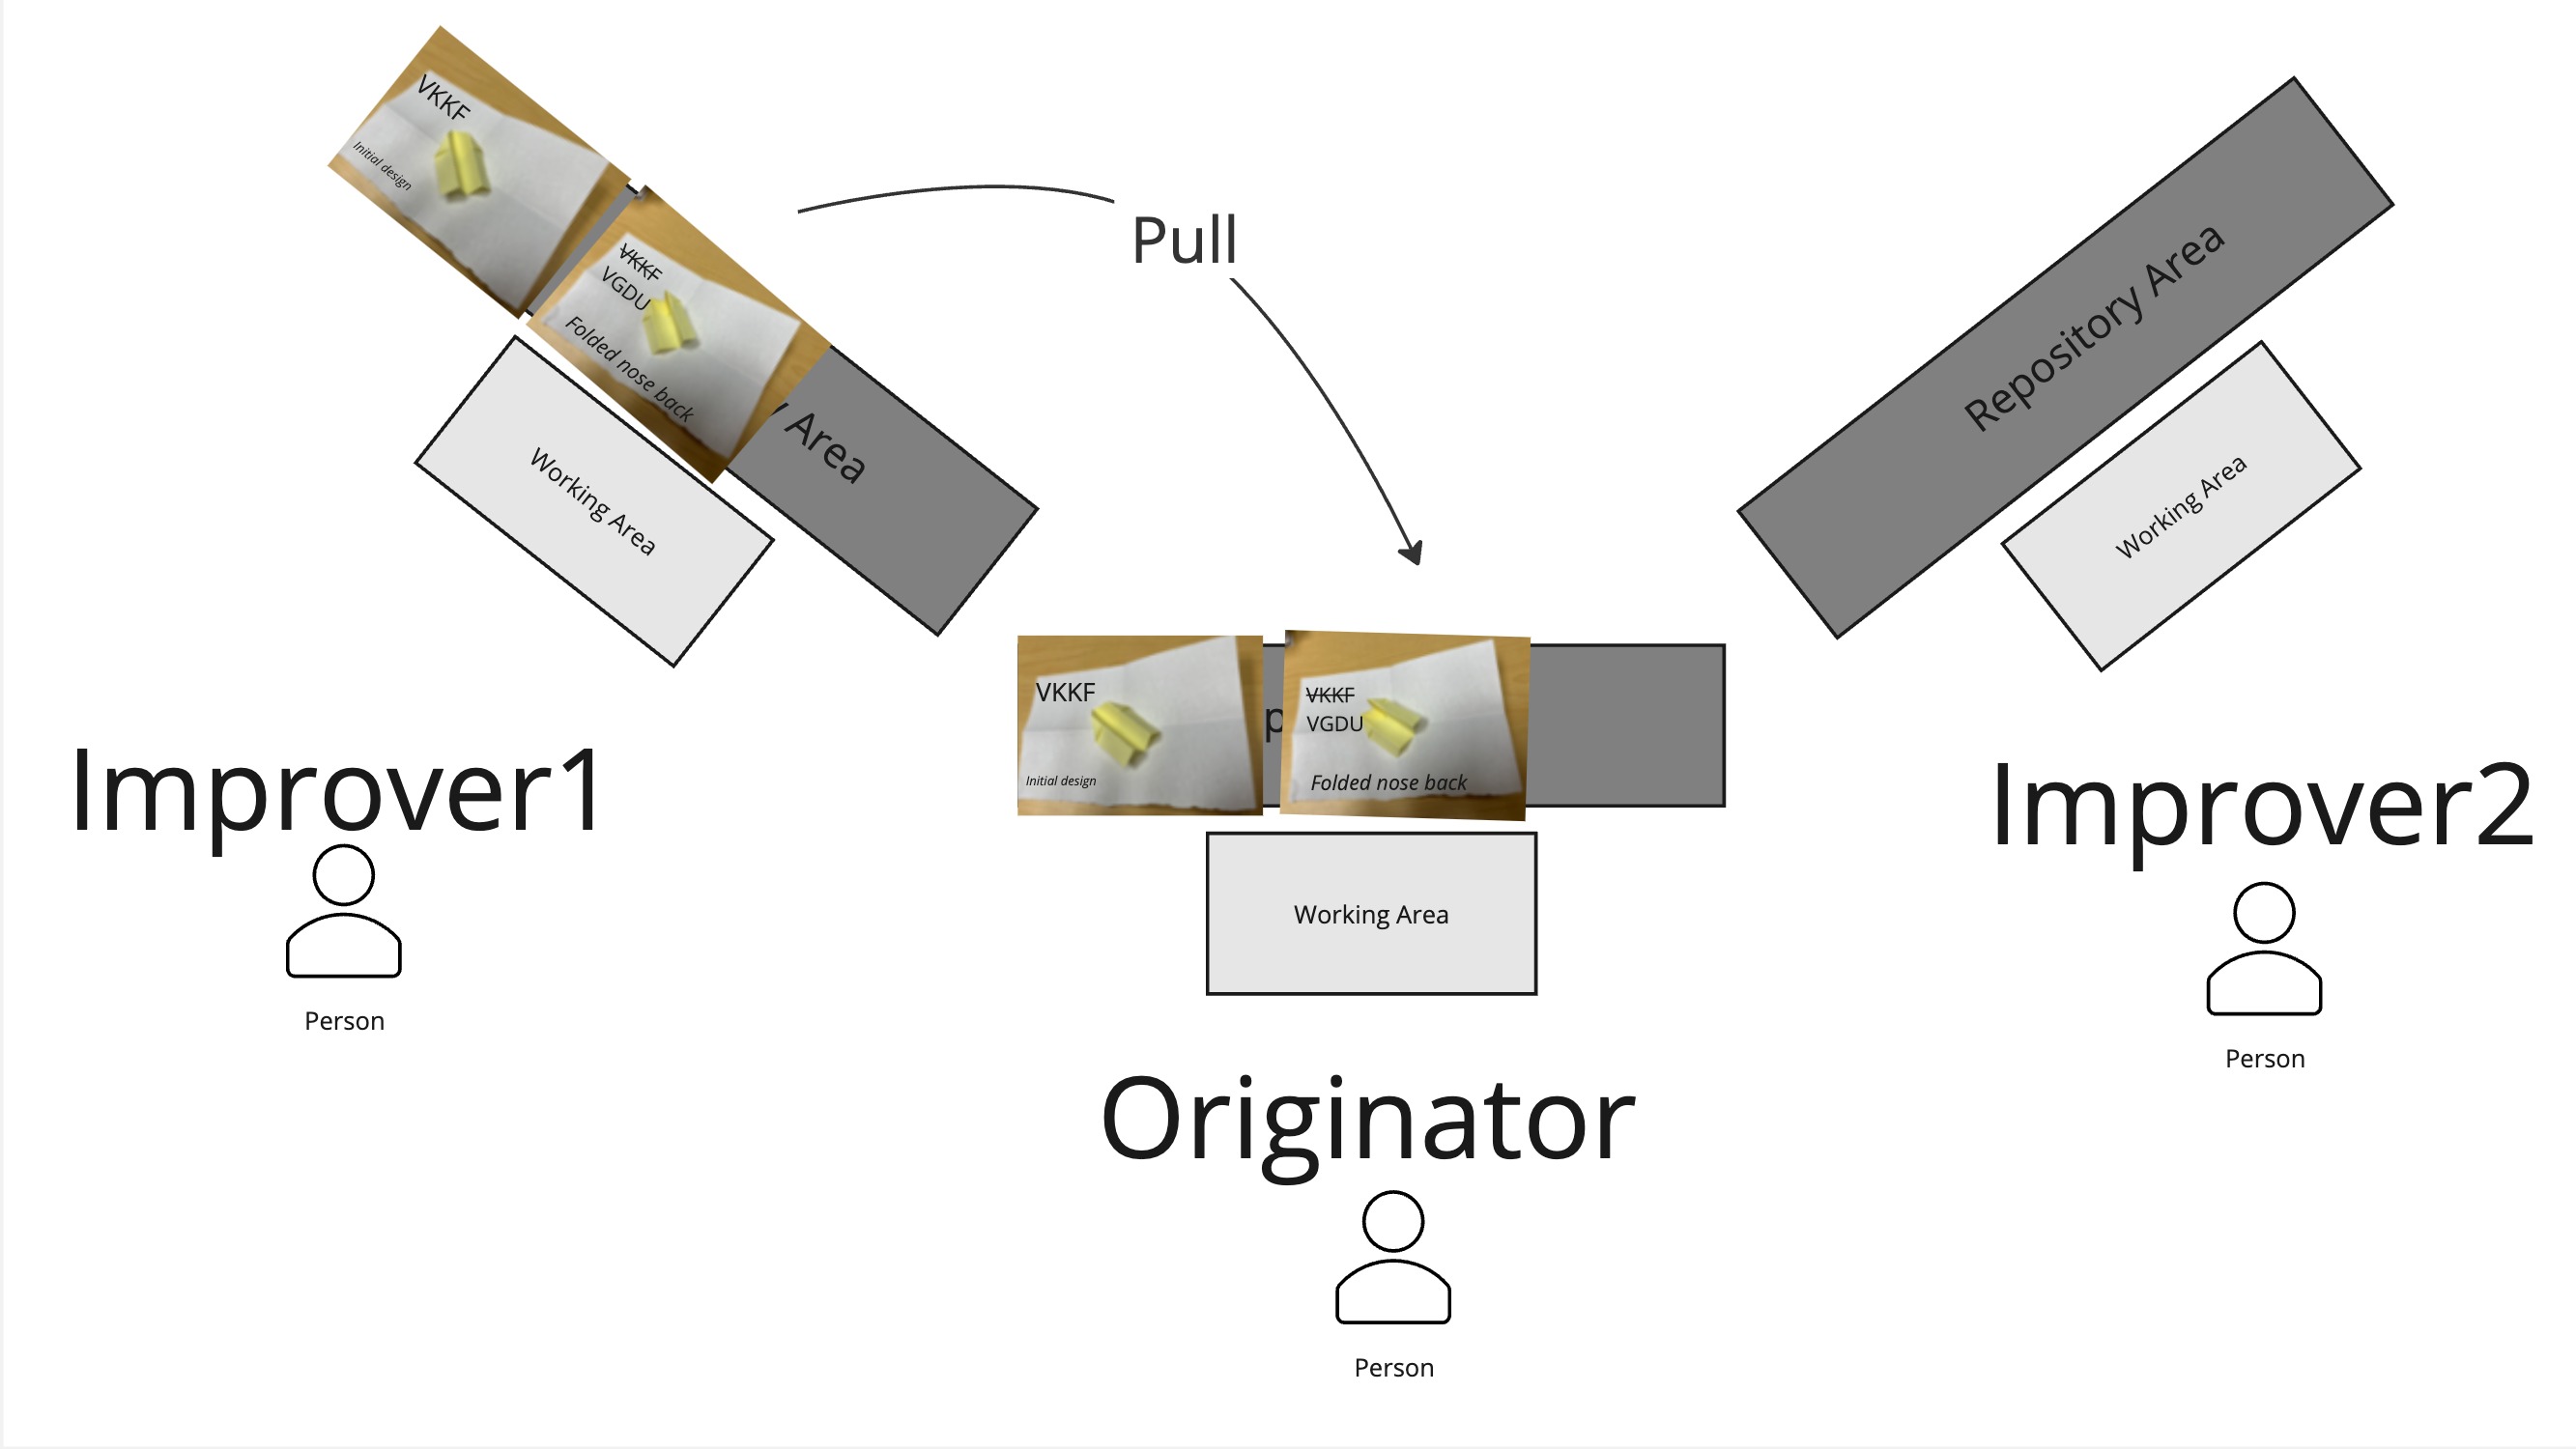 VKKF
Initial design
VKKF
VGDU
Folded nose back
Area
Working Area
Pull
Repository Area
Working Area
VKKF
Initial design
p
VKKF
VGDU
Folded nose back
Working Area
Improver1
Person
Improver2
Person
Originator
Person